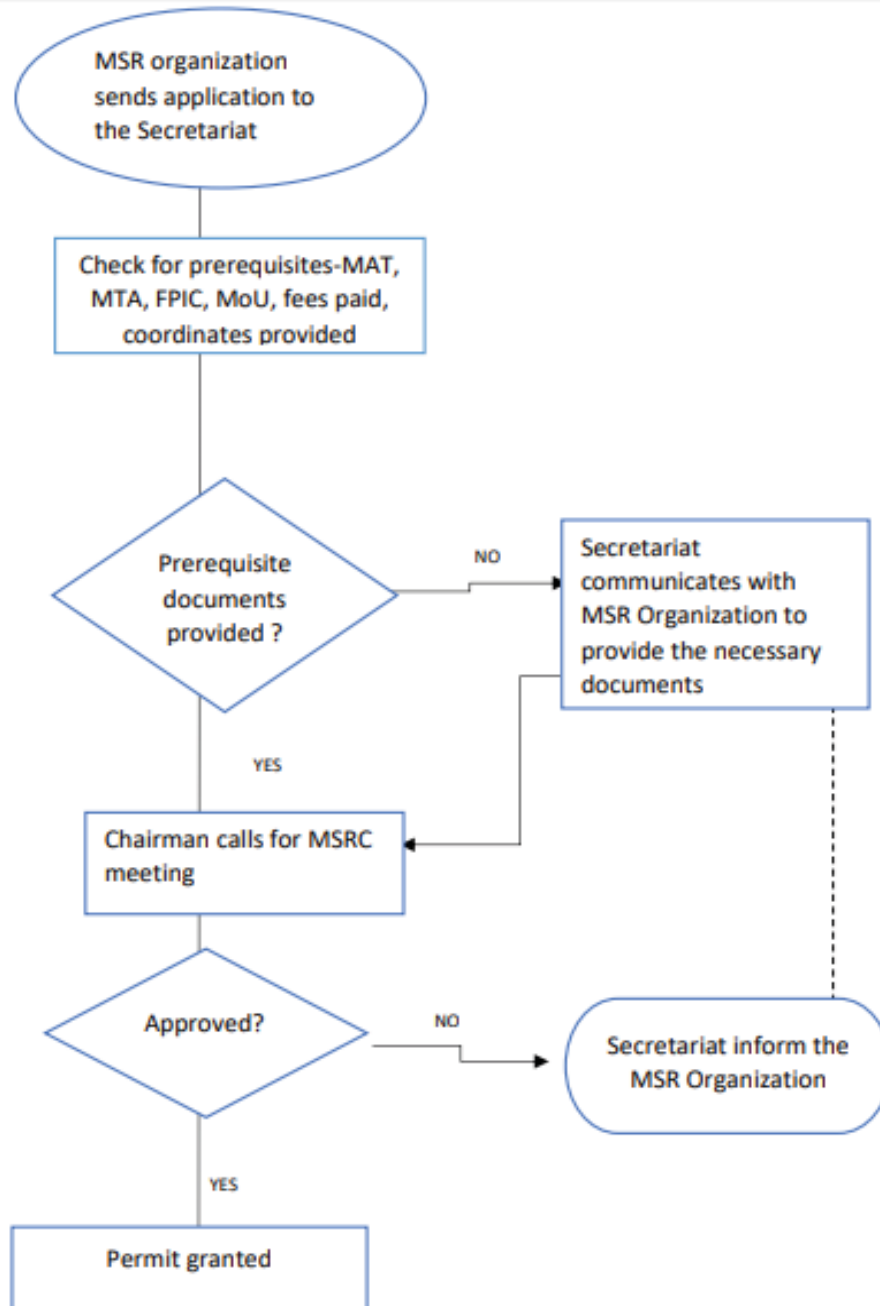 MSR organization
sends application to
the Secretariat
Check for prerequisites-MAT,
MTA, FPIC, MoU, fees paid,
coordinates provided
Prerequisite
documents
provided ?
NO
Secretariat
communicates with
MSR Organization to
provide the necessary
documents
YES
Chairman calls for MSRC
meeting
Approved?
NO
Secretariat inform the
MSR Organization
YES
Permit granted